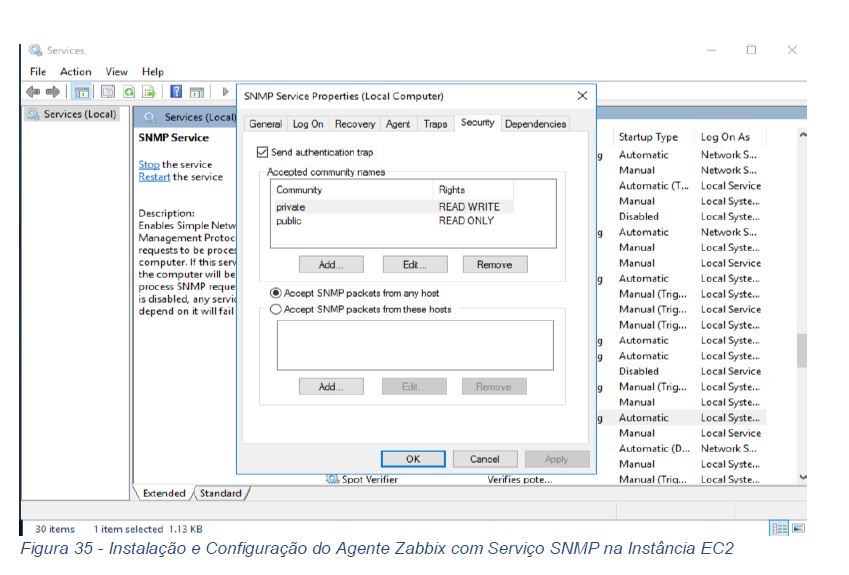 Services
File Action View Help
Services (Local)
Services (Local)
SNMP Service
Stop the service
Restart the service
Description:
Enables Simple Netw
Management Protoc
requests to be proces
computer. If this serv
the computer will be
process SNMP reque
is disabled, any servic
depend on it will fail
SNMP Service Properties (Local Computer)
General Log On Recovery Agent Traps Security Dependencies
Send authentication trap
Accepted community names
Community Rights
private READ WRITE
public READ ONLY
Add... Edit... Remove
Accept SNMP packets from any host
Accept SNMP packets from these hosts
Add... Edit... Remove
OK Cancel Apply
Startup Type Log On As
g Automatic Network S...
Manual Network S...
Automatic (T... Local Service
Manual Local Syste...
Disabled Local Syste...
g Automatic Network S...
Manual Local Syste...
Manual Local Service
g Automatic Local Syste...
Manual (Trig... Local Syste...
Manual (Trig... Local Service
Manual (Trig... Local Syste...
g Automatic Local Syste...
g Automatic Local Syste...
Disabled Local Service
g Manual (Trig... Local Syste...
Manual Local Syste...
g Automatic Local Syste...
Manual Local Service
Automatic (D... Network S...
Manual Local Syste...
Spot Verifier Verifies pote... Manual (Trig... Local Syste...
Extended Standard
30 items 1 item selected 1.13 KB
Figura 35 - Instalação e Configuração do Agente Zabbix com Serviço SNMP na Instância EC2